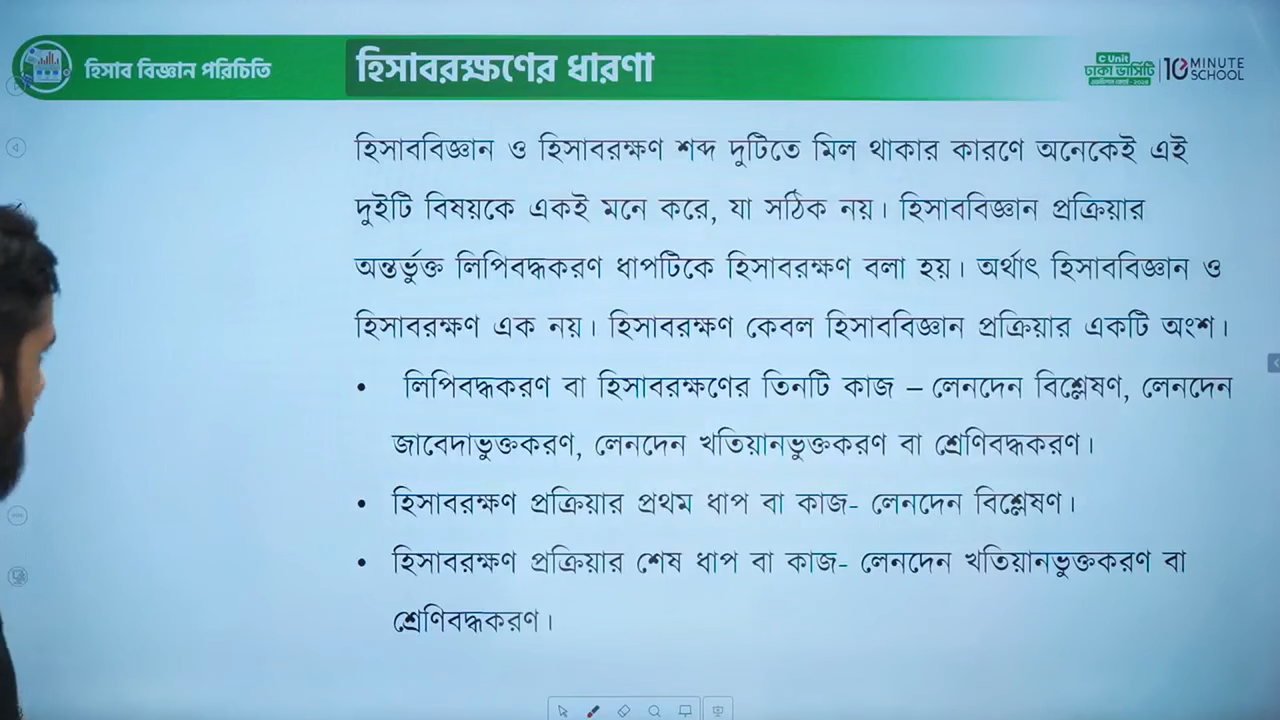 হিসাব বিজ্ঞান পরিচিতি
হিসাবরক্ষণের ধারণা
C Unit
ঢাকা ভার্সিটি
10 MINUTE SCHOOL
হিসাববিজ্ঞান ও হিসাবরক্ষণ শব্দ দুটিতে মিল থাকার কারণে অনেকেই এই
দুইটি বিষয়কে একই মনে করে, যা সঠিক নয়। হিসাববিজ্ঞান প্রক্রিয়ার
অন্তর্ভুক্ত লিপিবদ্ধকরণ ধাপটিকে হিসাবরক্ষণ বলা হয়। অর্থাৎ হিসাববিজ্ঞান ও
হিসাবরক্ষণ এক নয়। হিসাবরক্ষণ কেবল হিসাববিজ্ঞান প্রক্রিয়ার একটি অংশ।
• লিপিবদ্ধকরণ বা হিসাবরক্ষণের তিনটি কাজ – লেনদেন বিশ্লেষণ, লেনদেন
জাবেদাভুক্তকরণ, লেনদেন খতিয়ানভুক্তকরণ বা শ্রেণিবদ্ধকরণ।
• হিসাবরক্ষণ প্রক্রিয়ার প্রথম ধাপ বা কাজ- লেনদেন বিশ্লেষণ।
• হিসাবরক্ষণ প্রক্রিয়ার শেষ ধাপ বা কাজ- লেনদেন খতিয়ানভুক্তকরণ বা
শ্রেণিবদ্ধকরণ।